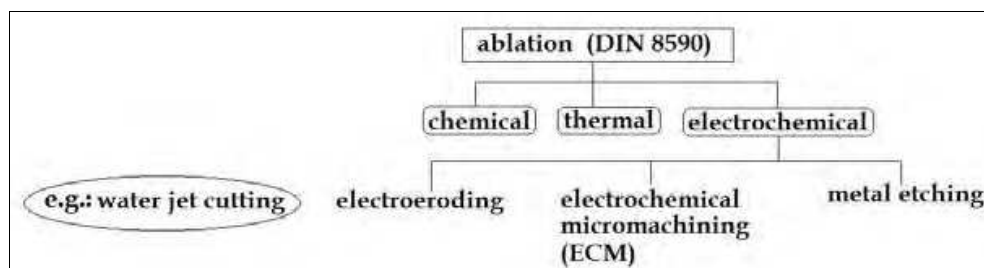 ablation (DIN 8590)
chemical
thermal
electrochemical
e.g.: water jet cutting
electroeroding
electrochemical
micromachining
(ECM)
metal etching